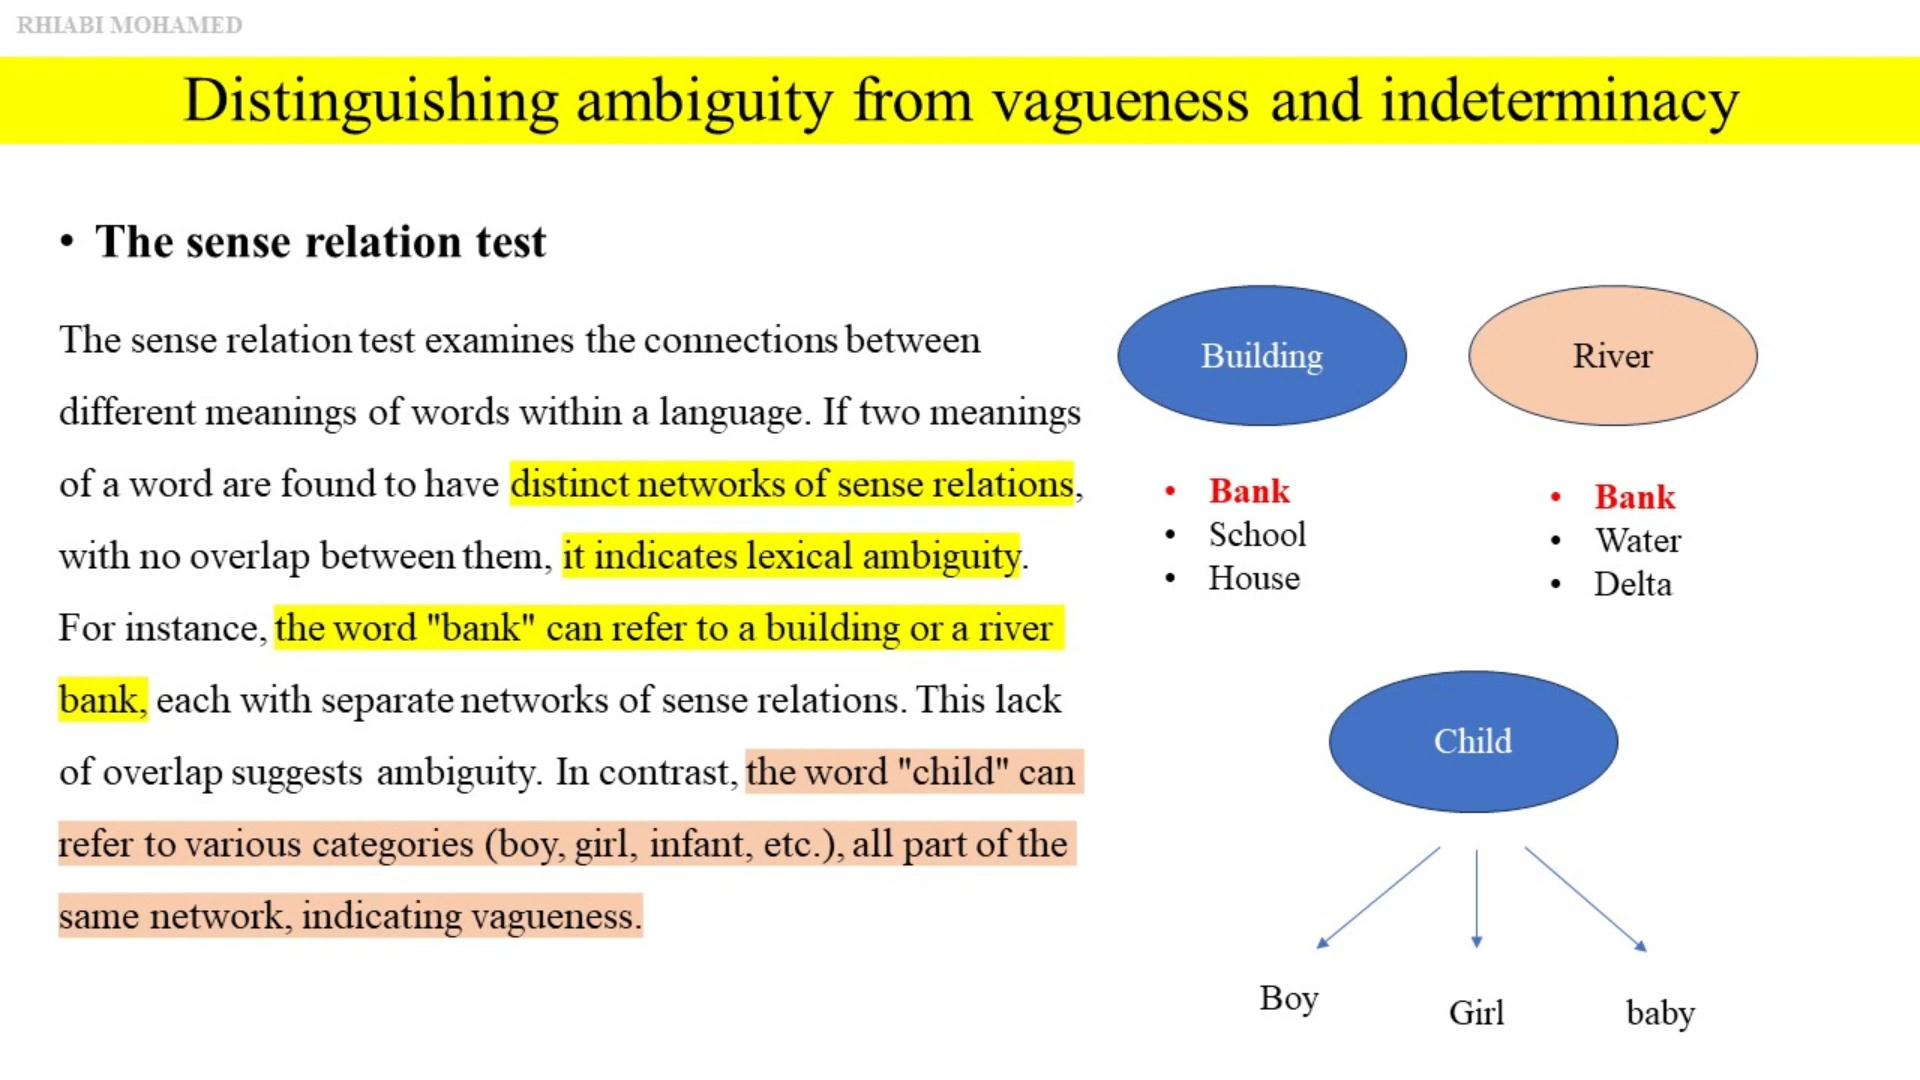 RHIABI MOHAMED
Distinguishing ambiguity from vagueness and indeterminacy
• The sense relation test
The sense relation test examines the connections between
different meanings of words within a language. If two meanings
of a word are found to have distinct networks of sense relations,
with no overlap between them, it indicates lexical ambiguity.
For instance, the word "bank" can refer to a building or a river
bank, each with separate networks of sense relations. This lack
of overlap suggests ambiguity. In contrast, the word "child" can
refer to various categories (boy, girl, infant, etc.), all part of the
same network, indicating vagueness.
Building
• Bank
• School
• House
River
• Bank
• Water
• Delta
Child
Boy
Girl
baby